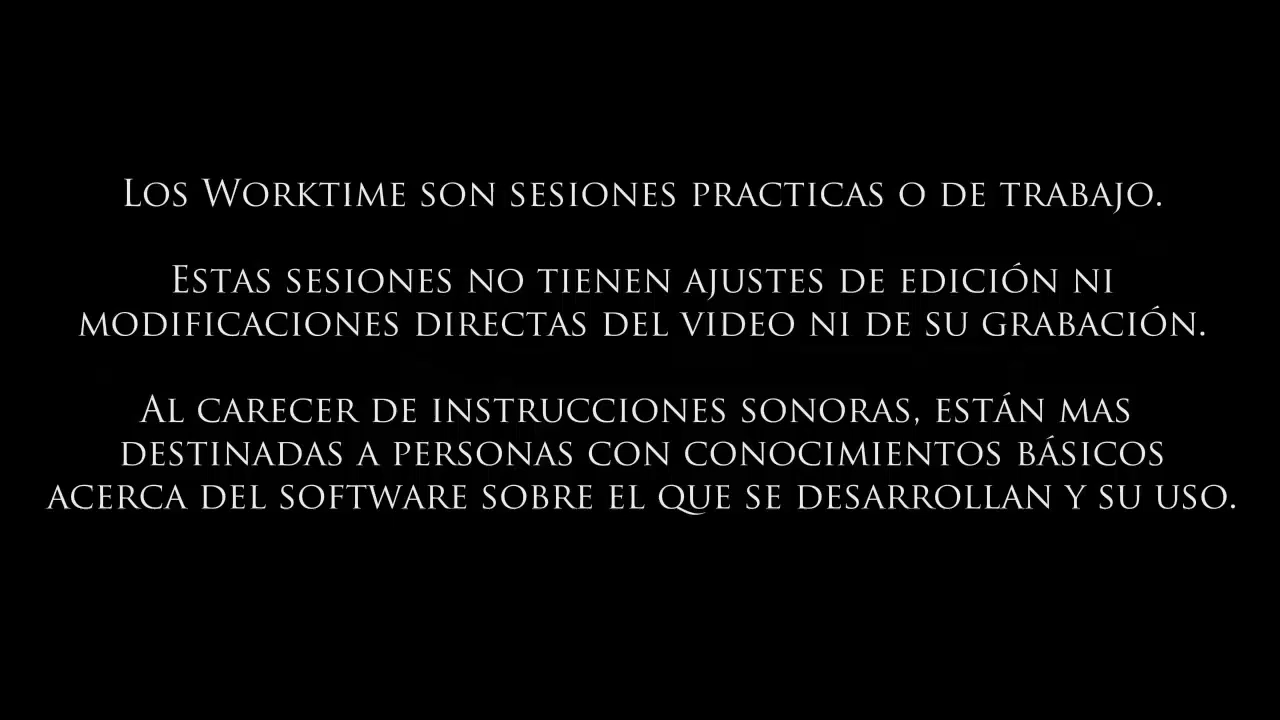 Los Worktime son sesiones practicas o de trabajo.
Estas sesiones no tienen ajustes de edición ni
modificaciones directas del video ni de su grabación.
Al carecer de instrucciones sonoras, están mas
destinadas a personas con conocimientos básicos
acerca del software sobre el que se desarrollan y su uso.